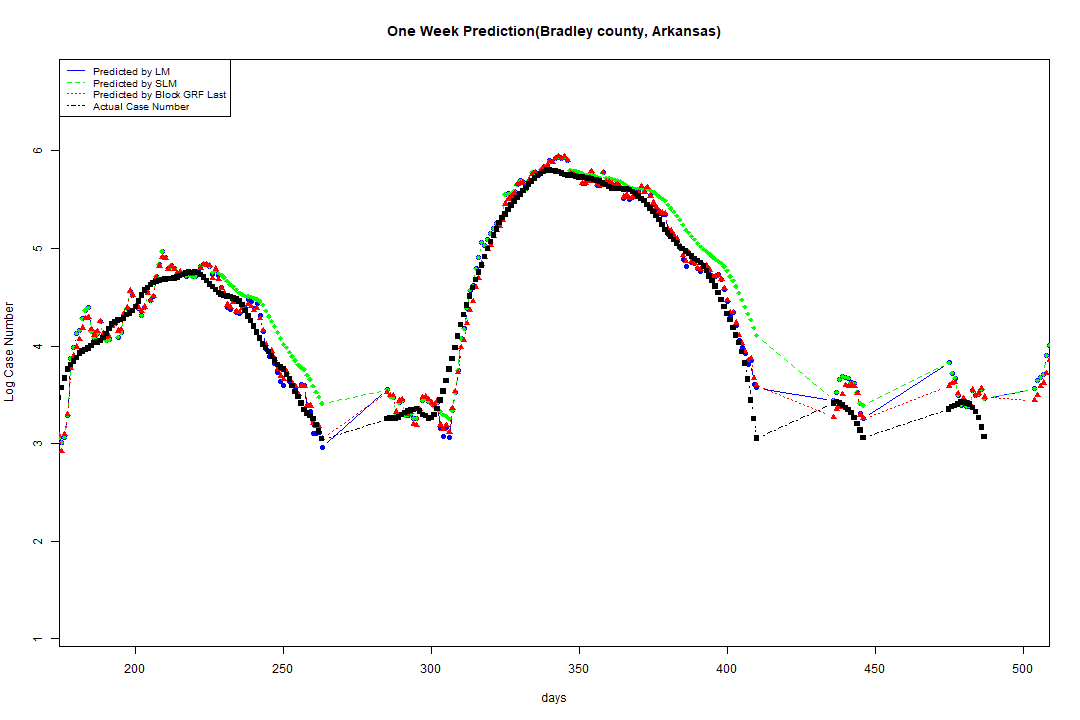 One Week Prediction(Bradley county, Arkansas)
Predicted by LM
Predicted by SLM
Predicted by Block GRF Last
Actual Case Number
6
5
4
3
2
1
Log Case Number
200 250 300 350 400 450 500
days